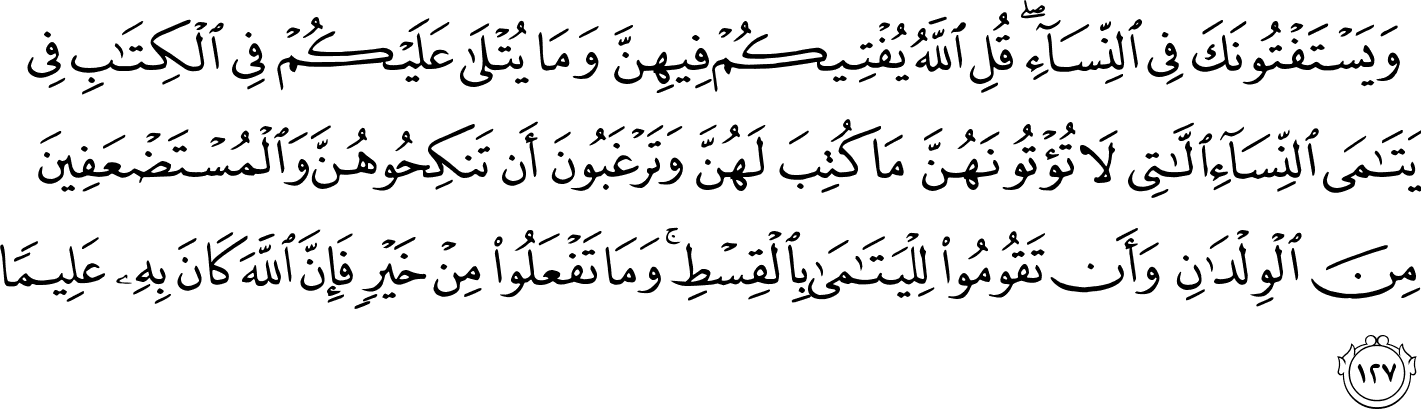 وَيَسۡتَفۡتُونَكَ فِي ٱلنِّسَآءِۖ قُلِ ٱللَّهُ يُفۡتِيكُمۡ فِيهِنَّ وَمَا يُتۡلَىٰ عَلَيۡكُمۡ فِي ٱلۡكِتَٰبِ فِي
يَتَٰمَى ٱلنِّسَآءِ ٱلَّٰتِي لَا تُؤۡتُونَهُنَّ مَا كُتِبَ لَهُنَّ وَتَرۡغَبُونَ أَن تَنكِحُوهُنَّ وَٱلۡمُسۡتَضۡعَفِينَ
مِنَ ٱلۡوِلۡدَٰنِ وَأَن تَقُومُواْ لِلۡيَتَٰمَىٰ بِٱلۡقِسۡطِۚ وَمَا تَفۡعَلُواْ مِنۡ خَيۡرٖ فَإِنَّ ٱللَّهَ كَانَ بِهِۦ عَلِيمٗا
١٢٧